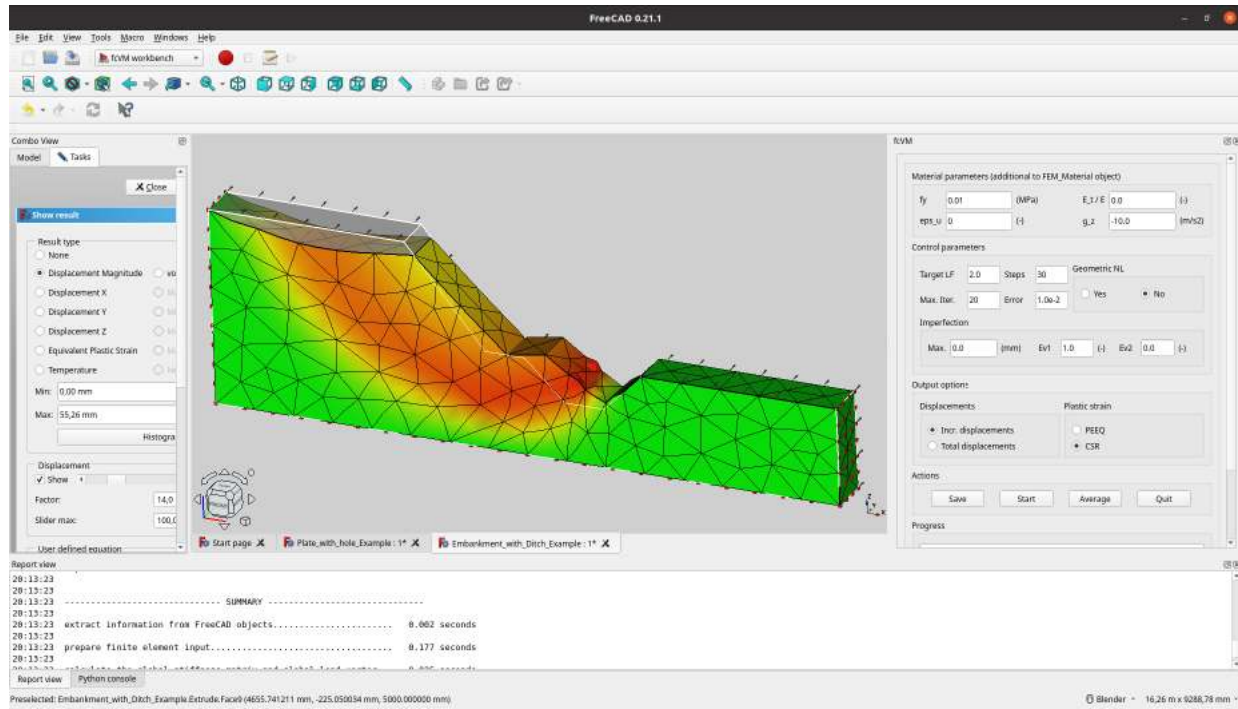 FreeCAD 0.21.1
File Edit View Tools Macro Windows Help
fcVM workbench
Combo View
Model Tasks
Close
Show result
Result type
None
Displacement Magnitude
Displacement X
Displacement Y
Displacement Z
Equivalent Plastic Strain
Temperature
Min: 0,00 mm
Max: 55,26 mm
Histogra
Displacement
Show
Factor: 14,0
Slider max: 100,0
User defined equation
Start page Plate_with_hole_Example : 1* Embankment_with_Ditch_Example : 1*
fcVM
Material parameters (additional to FEM_Material object)
fy 0.01 (MPa) E_t / E 0.0 (-)
eps_u 0 (-) g_z -10.0 (m/s2)
Control parameters
Target LF 2.0 Steps 30 Geometric NL
Max. Iter. 20 Error 1.0e-2 Yes No
Imperfection
Max. 0.0 (mm) Ev1 1.0 (-) Ev2 0.0 (-)
Output options
Displacements Plastic strain
Incr. displacements PEEQ
Total displacements CSR
Actions
Save Start Average Quit
Progress
Report view
20:13:23
20:13:23
20:13:23 ------------------------------ SUMMARY ------------------------------
20:13:23
20:13:23 extract information from FreeCAD objects....................... 0.002 seconds
20:13:23
20:13:23 prepare finite element input................................... 0.177 seconds
20:13:23
Report view Python console
Preselected: Embankment_with_Ditch_Example.Extrude.Face9 (4655.741211 mm, -225.050034 mm, 5000.000000 mm)
Blender 16,26 m x 9288,78 mm